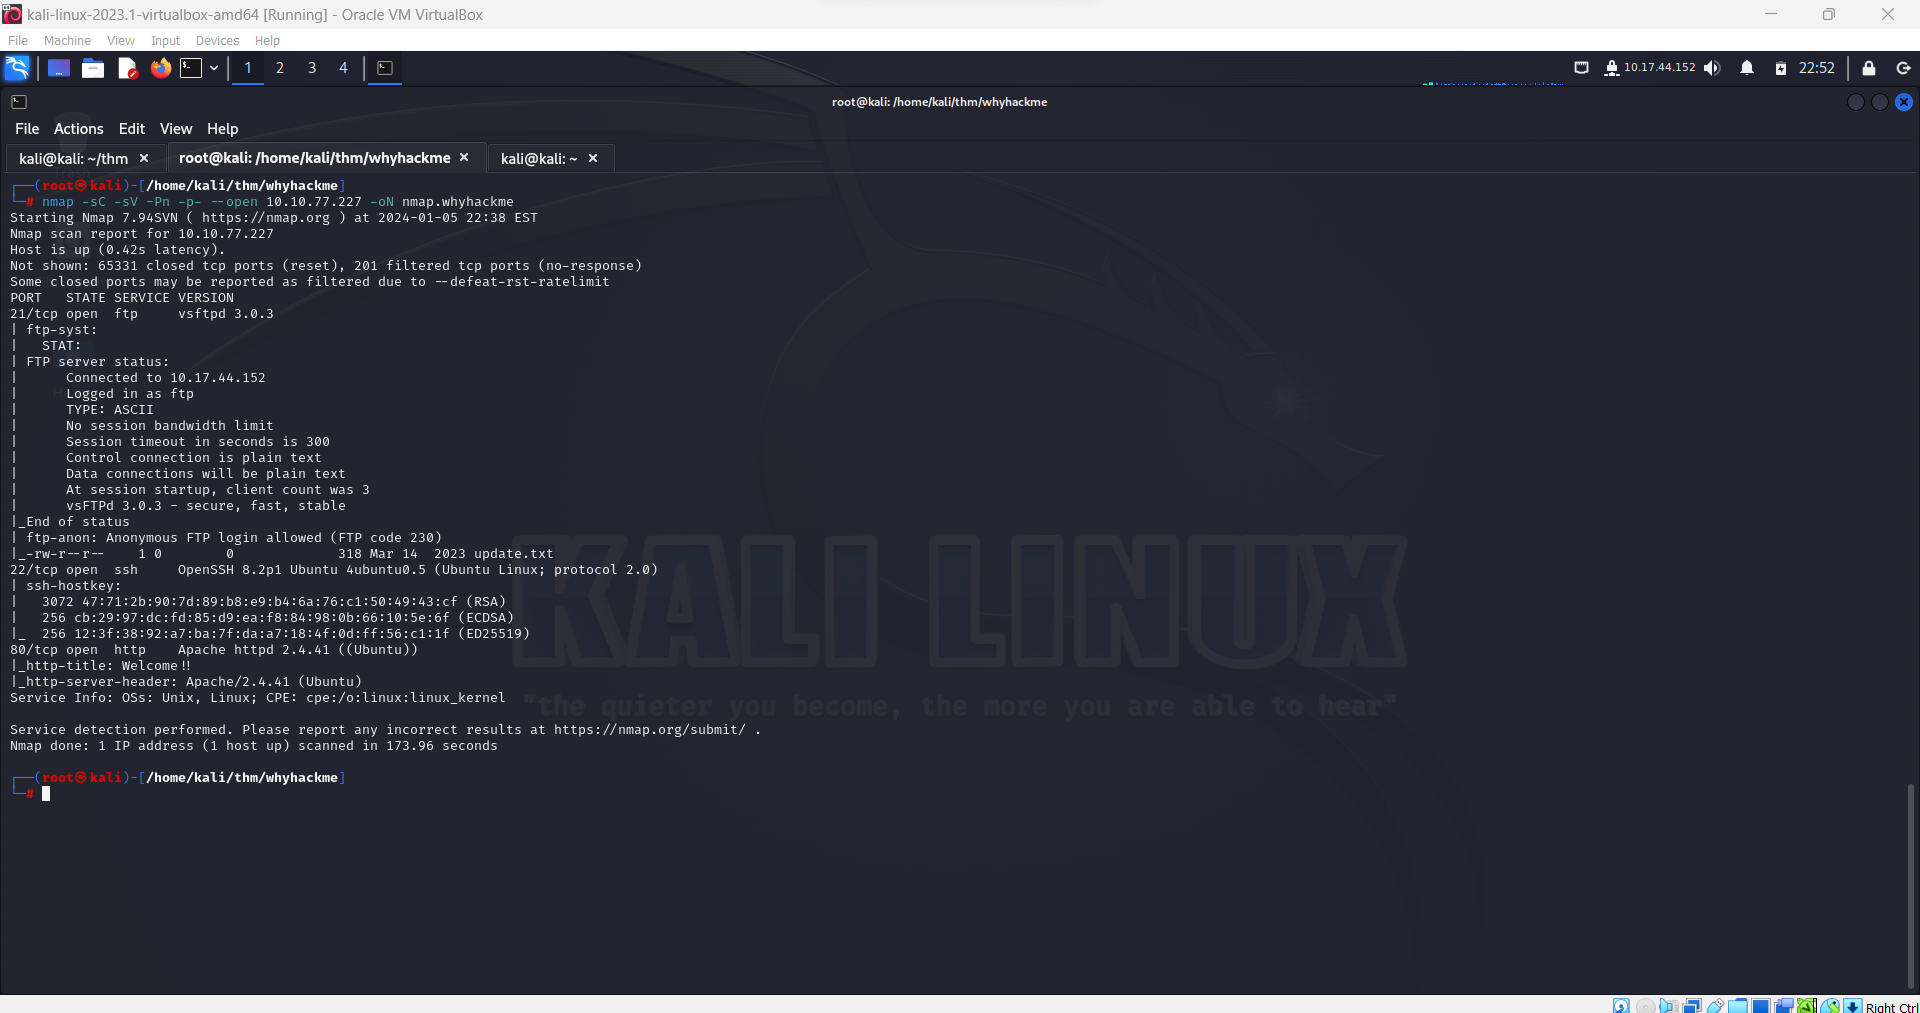 kali-linux-2023.1-virtualbox-amd64 [Running] - Oracle VM VirtualBox
File Machine View Input Devices Help
1 2 3 4 10.17.44.152 22:52
root@kali: /home/kali/thm/whyhackme
File Actions Edit View Help
kali@kali: ~/thm × root@kali: /home/kali/thm/whyhackme × kali@kali: ~ ×
┌──(root㉿kali)-[/home/kali/thm/whyhackme]
└─# nmap -sC -sV -Pn -p- --open 10.10.77.227 -oN nmap.whyhackme
Starting Nmap 7.94SVN ( https://nmap.org ) at 2024-01-05 22:38 EST
Nmap scan report for 10.10.77.227
Host is up (0.42s latency).
Not shown: 65331 closed tcp ports (reset), 201 filtered tcp ports (no-response)
Some closed ports may be reported as filtered due to --defeat-rst-ratelimit
PORT   STATE SERVICE VERSION
21/tcp open  ftp     vsftpd 3.0.3
| ftp-syst:
|   STAT:
| FTP server status:
|      Connected to 10.17.44.152
|      Logged in as ftp
|      TYPE: ASCII
|      No session bandwidth limit
|      Session timeout in seconds is 300
|      Control connection is plain text
|      Data connections will be plain text
|      At session startup, client count was 3
|      vsFTPd 3.0.3 - secure, fast, stable
|_End of status
| ftp-anon: Anonymous FTP login allowed (FTP code 230)
|_-rw-r--r--    1 0        0             318 Mar 14  2023 update.txt
22/tcp open  ssh     OpenSSH 8.2p1 Ubuntu 4ubuntu0.5 (Ubuntu Linux; protocol 2.0)
| ssh-hostkey:
|   3072 47:71:2b:90:7d:89:b8:e9:b4:6a:76:c1:50:49:43:cf (RSA)
|   256 cb:29:97:dc:fd:85:d9:ea:f8:84:98:0b:66:10:5e:6f (ECDSA)
|_  256 12:3f:38:92:a7:ba:7f:da:a7:18:4f:0d:ff:56:c1:1f (ED25519)
80/tcp open  http    Apache httpd 2.4.41 ((Ubuntu))
|_http-title: Welcome!!
|_http-server-header: Apache/2.4.41 (Ubuntu)
Service Info: OSs: Unix, Linux; CPE: cpe:/o:linux:linux_kernel
KALI LINUX
"the quieter you become, the more you are able to hear"
Service detection performed. Please report any incorrect results at https://nmap.org/submit/ .
Nmap done: 1 IP address (1 host up) scanned in 173.96 seconds
┌──(root㉿kali)-[/home/kali/thm/whyhackme]
└─#
Right Ctrl